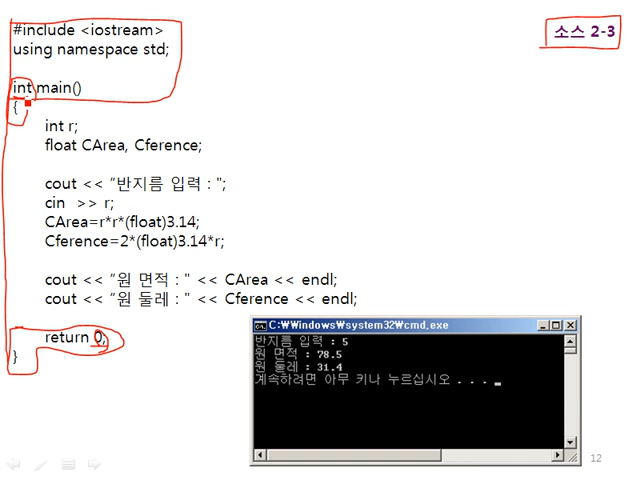 소스 2-3
#include <iostream>
using namespace std;
int main()
{
int r;
float CArea, Cference;
cout << “반지름 입력 : ";
cin >> r;
CArea=r*r*(float)3.14;
Cference=2*(float)3.14*r;
cout << “원 면적 : " << CArea << endl;
cout << “원 둘레 : " << Cference << endl;
return 0;
}
C:\Windows\system32\cmd.exe
반지름 입력 : 5
원 면적 : 78.5
원 둘레 : 31.4
계속하려면 아무 키나 누르십시오 . . .
12